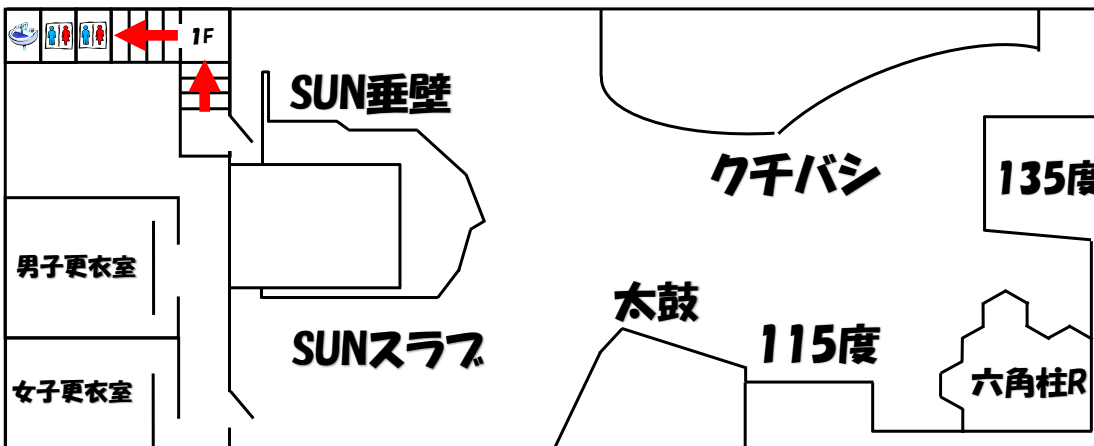 1F
SUN垂壁
クチバシ
135度
男子更衣室
太鼓
115度
SUNスラブ
女子更衣室
六角柱R